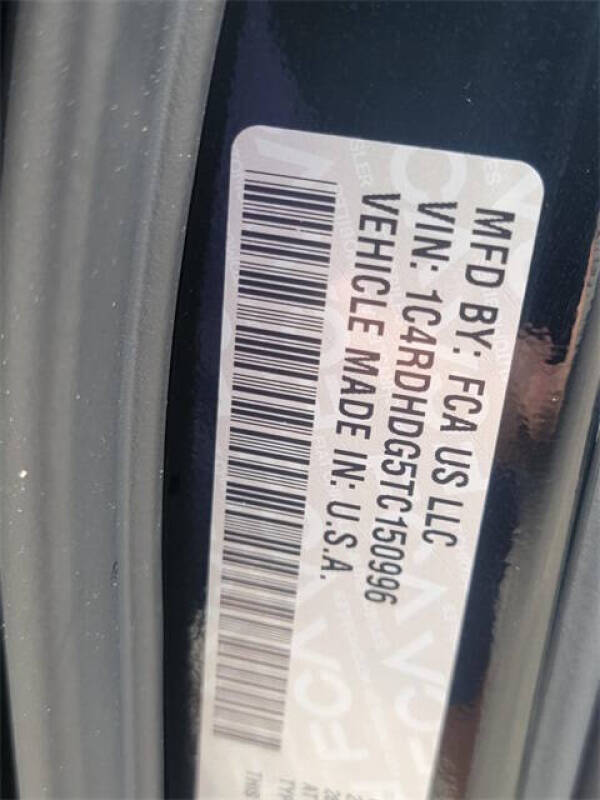 MFD BY: FCA US LLC
VIN: 1C4RDHDG5TC150996
VEHICLE MADE IN: U.S.A.